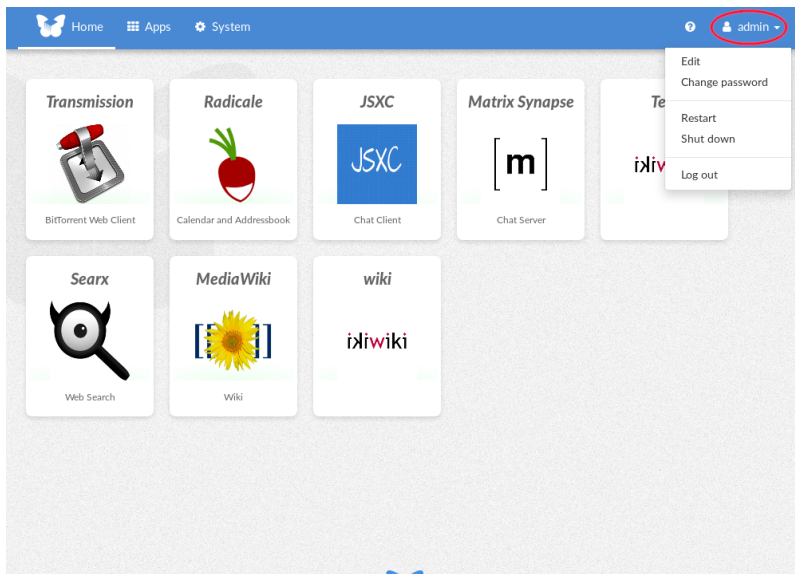 Home Apps System admin
Edit
Change password
Restart
Shut down
Log out
Transmission
BitTorrent Web Client
Radicale
Calendar and Addressbook
JSXC
JSXC
Chat Client
Matrix Synapse
[m]
Chat Server
Searx
Web Search
MediaWiki
[[ ]]
Wiki
wiki
ikiwiki